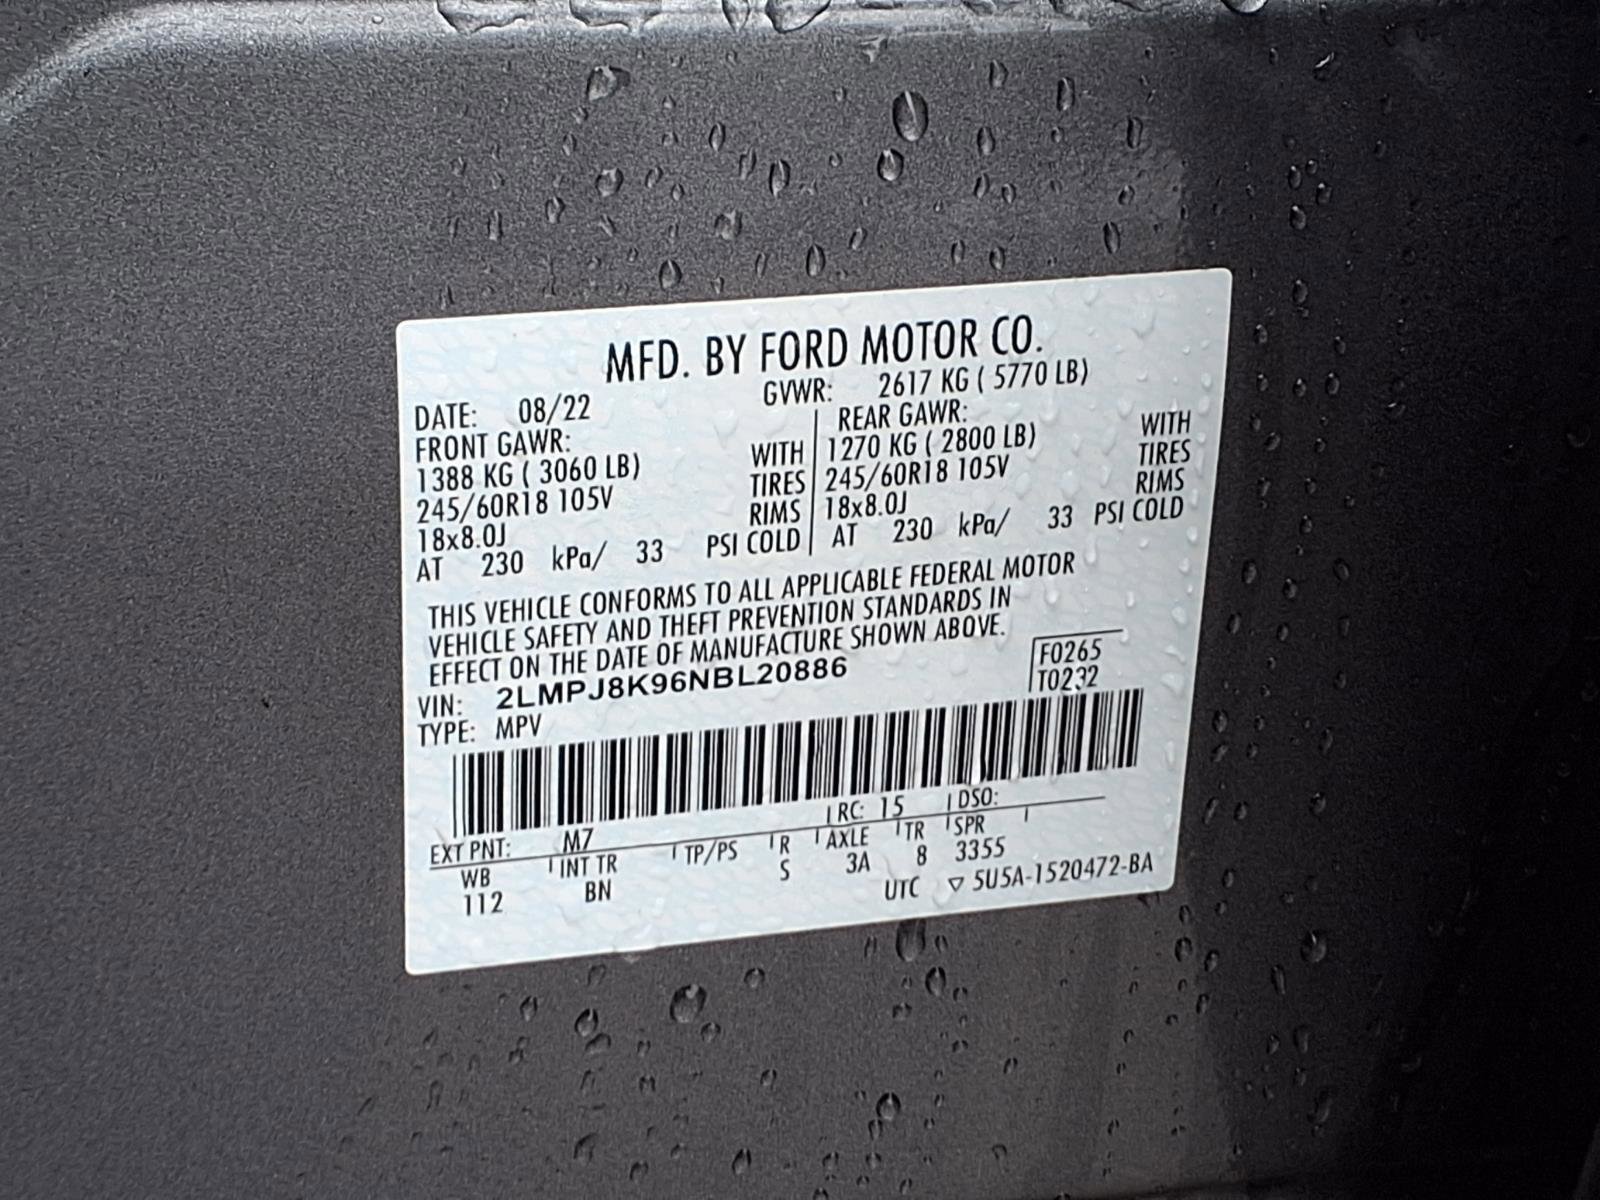 MFD. BY FORD MOTOR CO.
DATE: 08/22 GVWR: 2617 KG ( 5770 LB)
FRONT GAWR: REAR GAWR:
1388 KG ( 3060 LB) WITH 1270 KG ( 2800 LB) WITH
245/60R18 105V TIRES 245/60R18 105V TIRES
18x8.0J RIMS 18x8.0J RIMS
AT 230 kPa/ 33 PSI COLD AT 230 kPa/ 33 PSI COLD
THIS VEHICLE CONFORMS TO ALL APPLICABLE FEDERAL MOTOR
VEHICLE SAFETY AND THEFT PREVENTION STANDARDS IN
EFFECT ON THE DATE OF MANUFACTURE SHOWN ABOVE.
VIN: 2LMPJ8K96NBL20886 F0265
TYPE: MPV T0232
EXT PNT: M7 RC: 15 DSO:
WB INT TR TP/PS R AXLE TR SPR
112 BN S 3A 8 3355
UTC ▽ 5U5A-1520472-BA